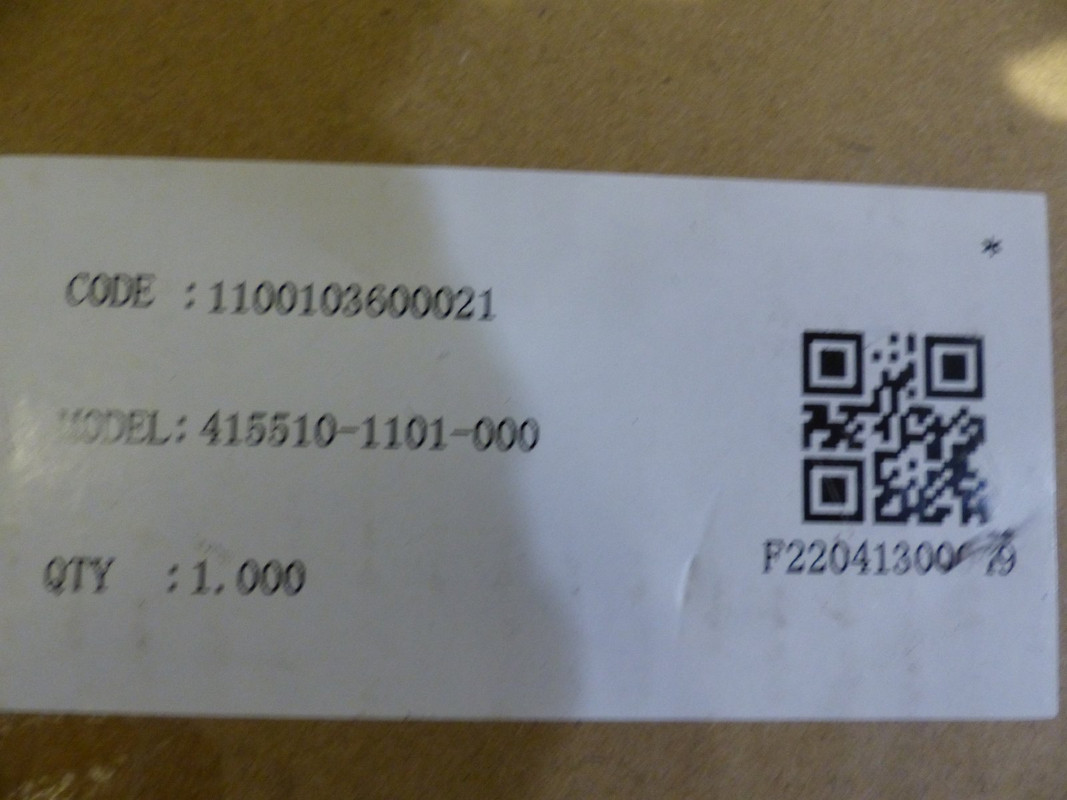 *
CODE :1100103600021
MODEL:415510-1101-000
QTY :1.000